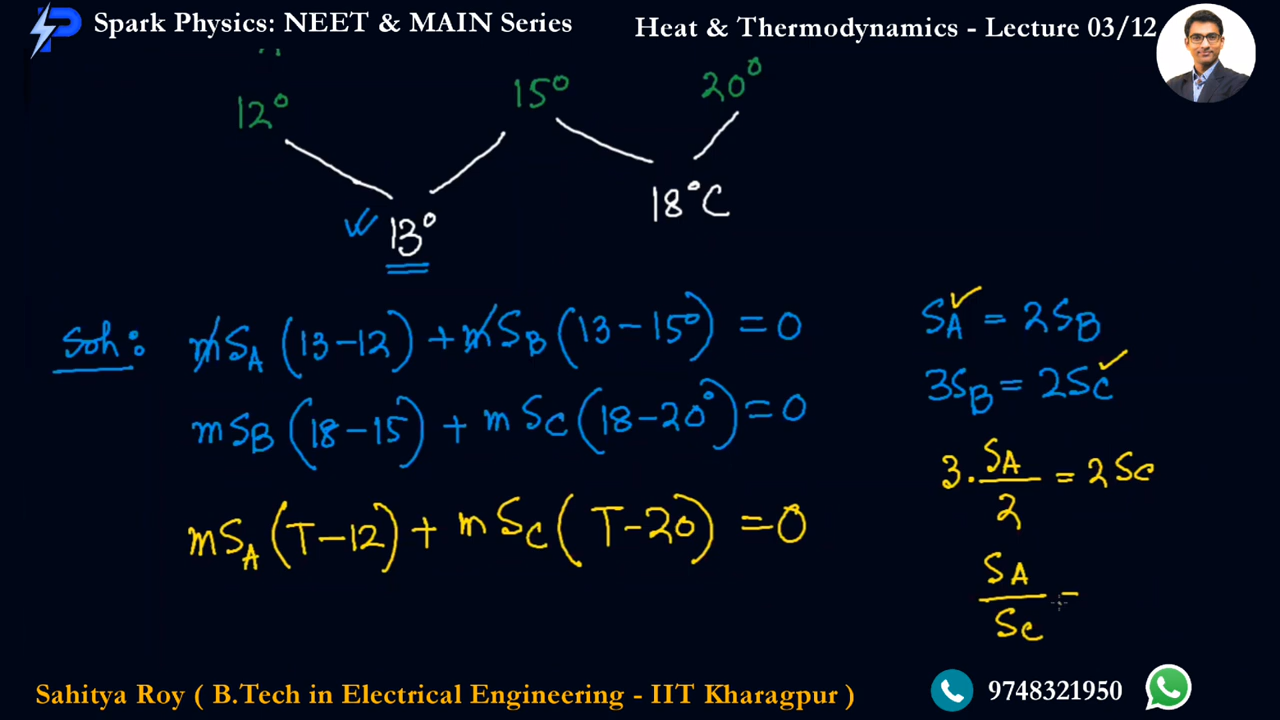 Spark Physics: NEET & MAIN Series
Heat & Thermodynamics - Lecture 03/12
12° 15° 20°
13° 18°C
Soln: mS_A (13-12) + mS_B (13-15°) = 0
mS_B (18-15) + mS_C (18-20°) = 0
mS_A (T-12) + mS_C (T-20) = 0
S_A = 2S_B
3S_B = 2S_C
3. S_A/2 = 2S_C
S_A/S_C =
Sahitya Roy ( B.Tech in Electrical Engineering - IIT Kharagpur )
9748321950